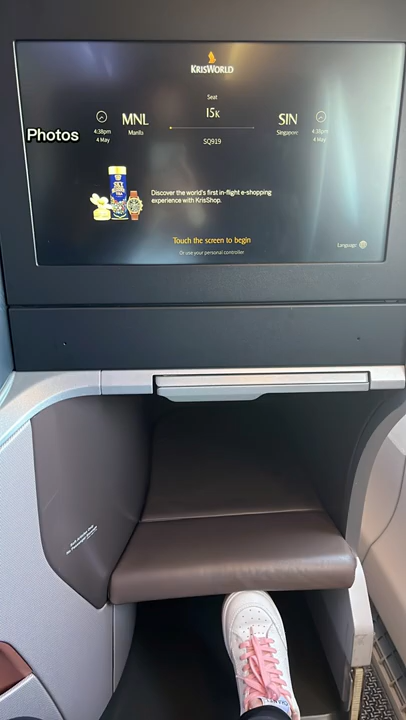 KRISWORLD
Seat
15K
MNL
Manila
4:38pm
4 May
SIN
Singapore
4:38pm
4 May
SQ919
Photos
Discover the world's first in-flight e-shopping
experience with KrisShop.
Touch the screen to begin
Or use your personal controller
Language